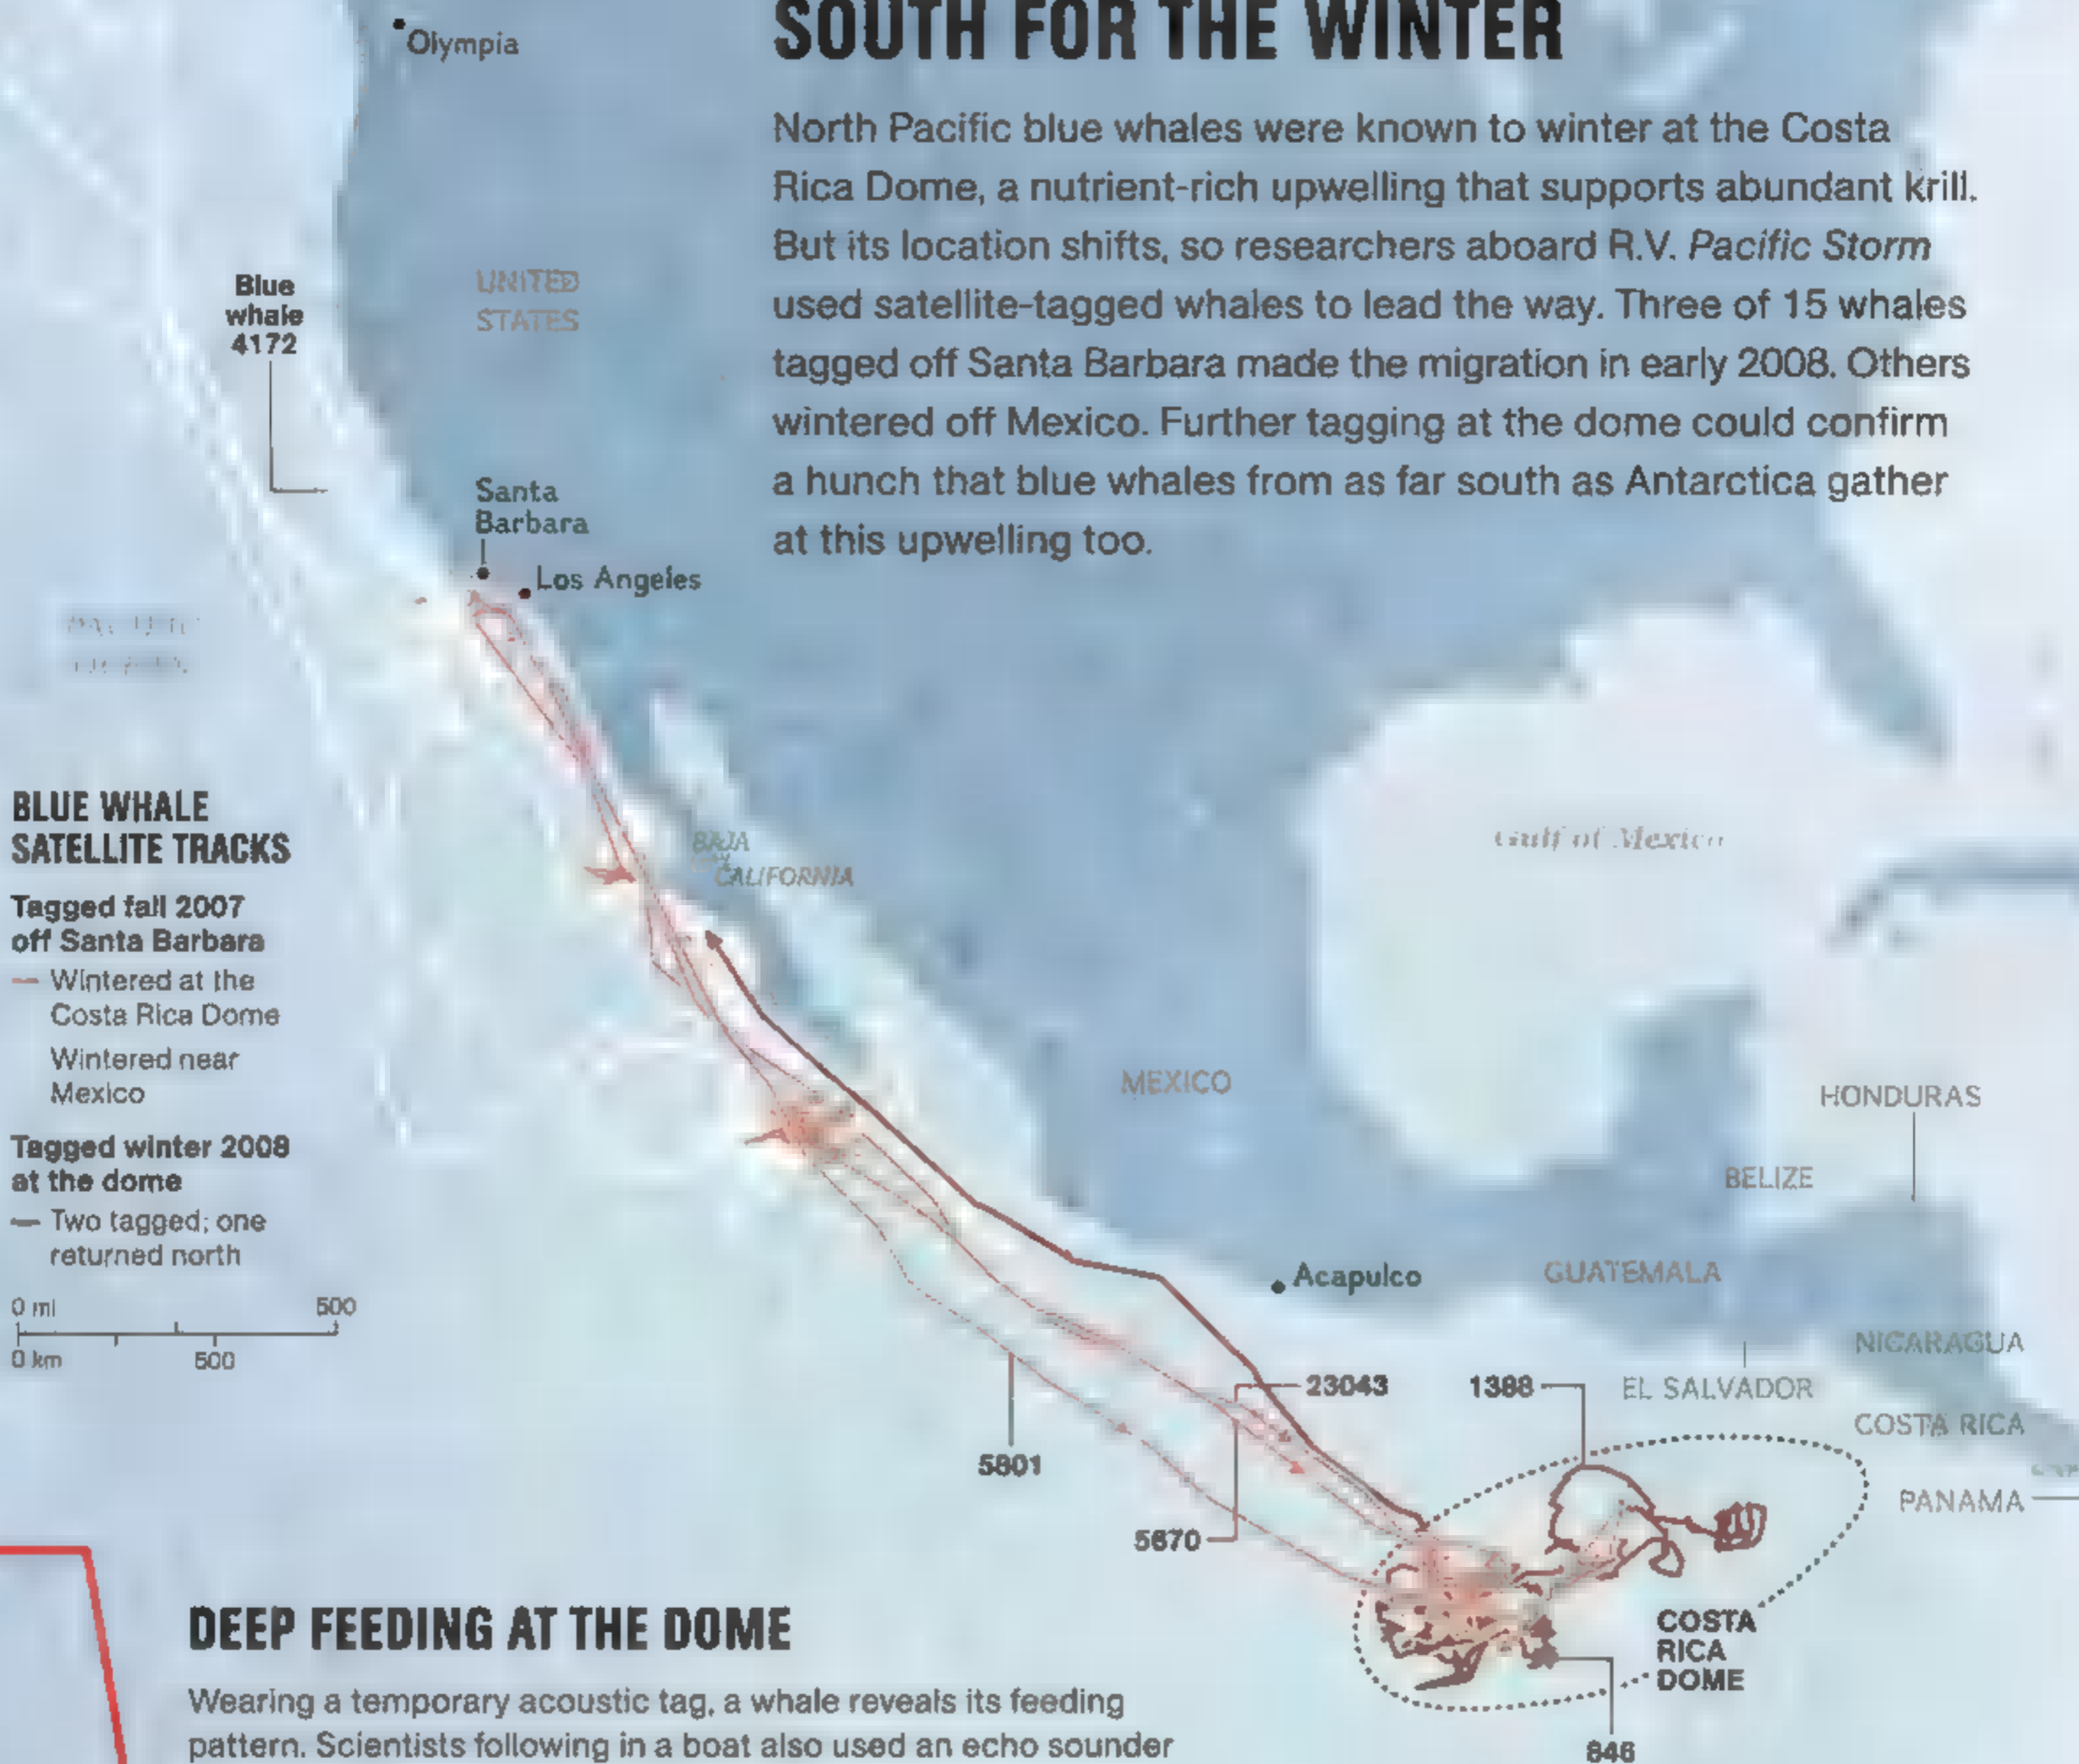 SOUTH FOR THE WINTER
North Pacific blue whales were known to winter at the Costa
Rica Dome, a nutrient-rich upwelling that supports abundant krill.
But its location shifts, so researchers aboard R.V. Pacific Storm
used satellite-tagged whales to lead the way. Three of 15 whales
tagged off Santa Barbara made the migration in early 2008. Others
wintered off Mexico. Further tagging at the dome could confirm
a hunch that blue whales from as far south as Antarctica gather
at this upwelling too.
Olympia
UNITED
STATES
Blue
whale
4172
Santa
Barbara
Los Angeles
BLUE WHALE
SATELLITE TRACKS
Tagged fall 2007
off Santa Barbara
Wintered at the
Costa Rica Dome
Wintered near
Mexico
Tagged winter 2008
at the dome
Two tagged; one
returned north
0 mi 500
0 km 500
BAJA
CALIFORNIA
Gulf of Mexico
MEXICO
HONDURAS
BELIZE
GUATEMALA
Acapulco
NICARAGUA
EL SALVADOR
COSTA RICA
PANAMA
23043
1388
5801
5670
COSTA
RICA
DOME
846
DEEP FEEDING AT THE DOME
Wearing a temporary acoustic tag, a whale reveals its feeding
pattern. Scientists following in a boat also used an echo sounder